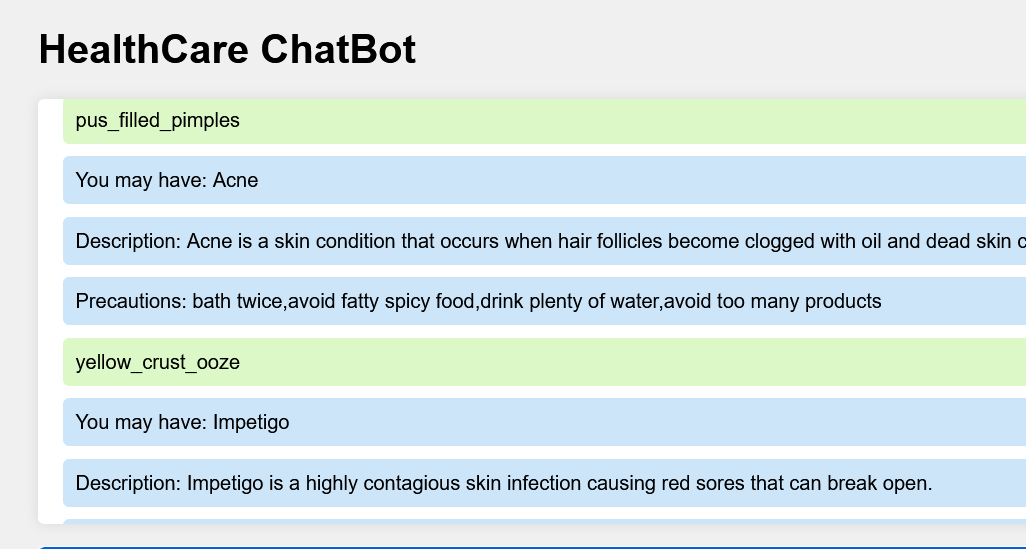 HealthCare ChatBot
pus_filled_pimples
You may have: Acne
Description: Acne is a skin condition that occurs when hair follicles become clogged with oil and dead skin
Precautions: bath twice,avoid fatty spicy food,drink plenty of water,avoid too many products
yellow_crust_ooze
You may have: Impetigo
Description: Impetigo is a highly contagious skin infection causing red sores that can break open.